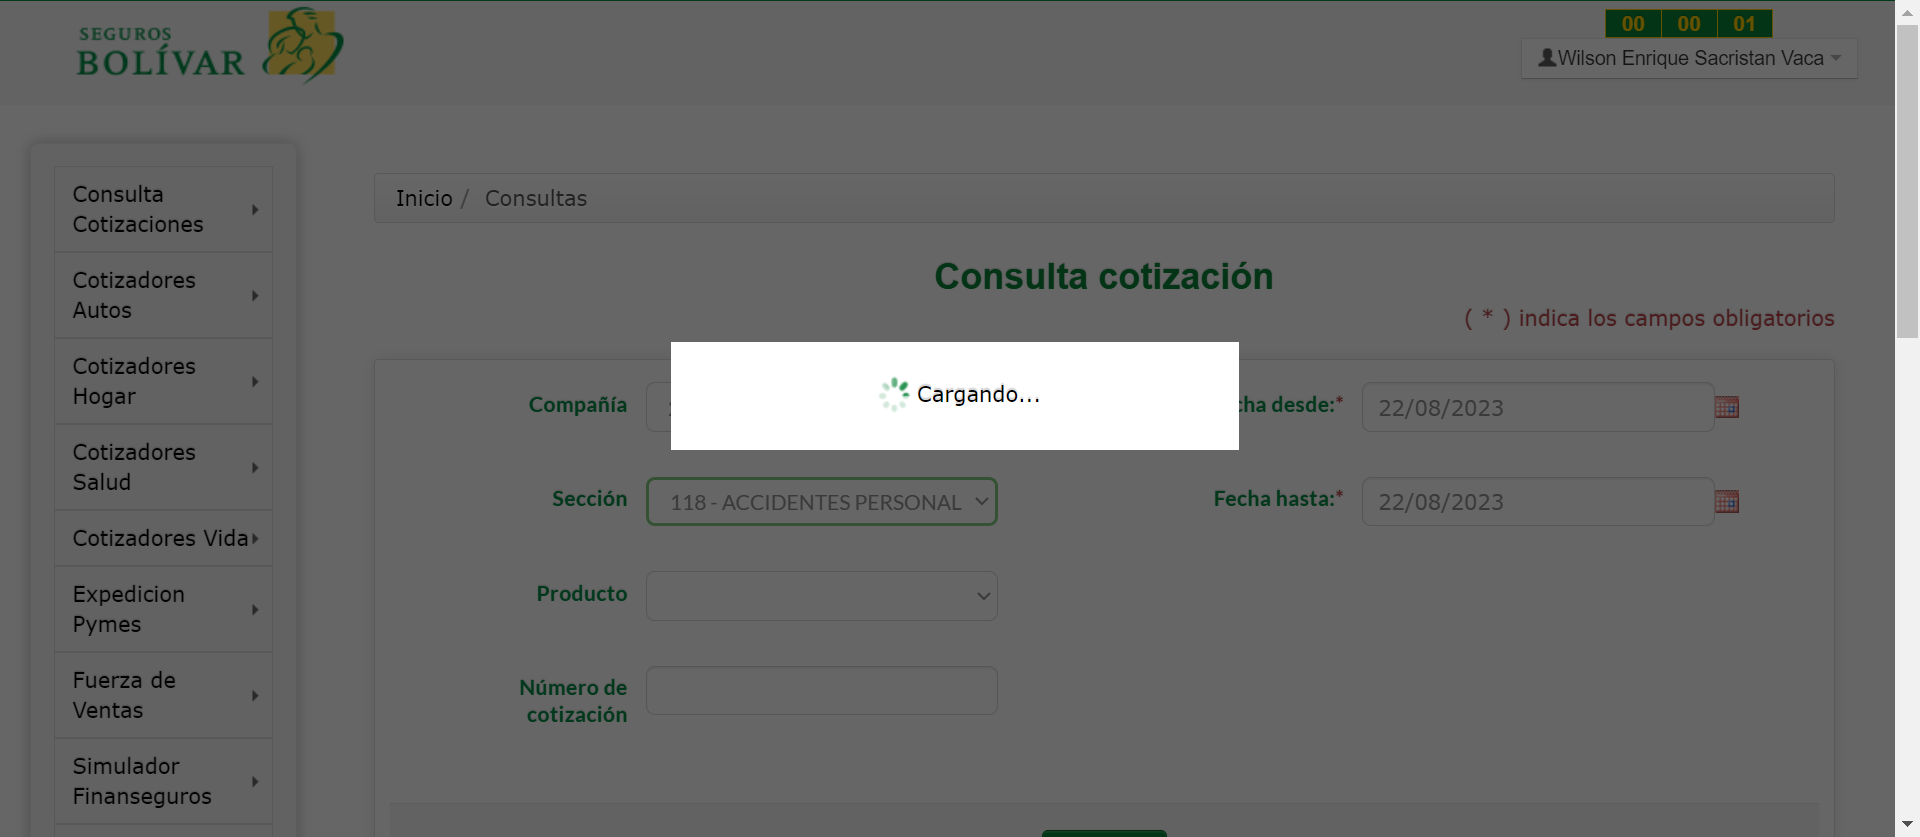 SEGUROS
BOLÍVAR
00 00 01
Wilson Enrique Sacristan Vaca
Consulta
Cotizaciones
Cotizadores
Autos
Cotizadores
Hogar
Cotizadores
Salud
Cotizadores Vida
Expedicion
Pymes
Fuerza de
Ventas
Simulador
Finanseguros
Inicio / Consultas
Consulta cotización
( * ) indica los campos obligatorios
Cargando...
Compañía
cha desde:* 22/08/2023
Sección 118 - ACCIDENTES PERSONAL
Fecha hasta:* 22/08/2023
Producto
Número de
cotización